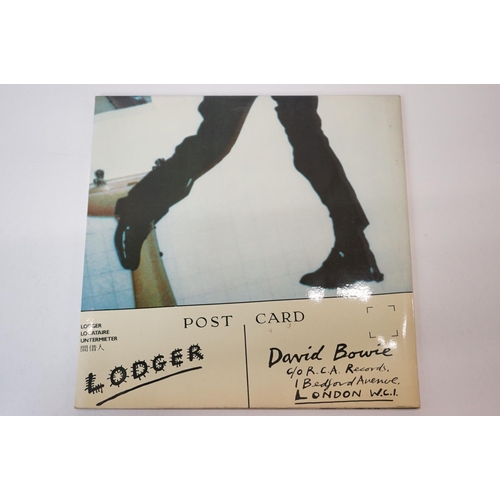 POST CARD
LODGER
LOCATAIRE
UNTERMIETER
間借人
LODGER
David Bowie
C/O R.C.A. Records,
1 Bedford Avenue,
LONDON W.C.1.